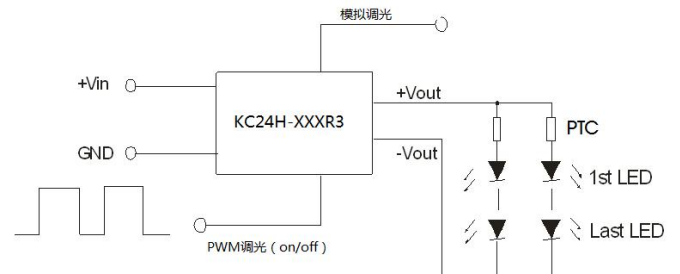 模拟调光
+Vin
+Vout
KC24H-XXXR3
PTC
GND
-Vout
1st LED
Last LED
PWM调光（on/off）